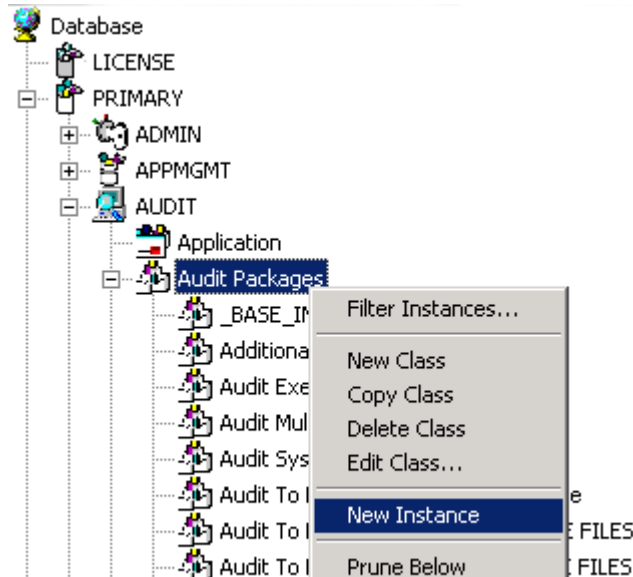 Database
LICENSE
PRIMARY
ADMIN
APPMGMT
AUDIT
Application
Audit Packages
Filter Instances...
New Class
Copy Class
Delete Class
Edit Class...
New Instance
Prune Below
_BASE_IN
Additiona
Audit Exe
Audit Mul
Audit Sys
Audit To
Audit To FILES
Audit To FILES